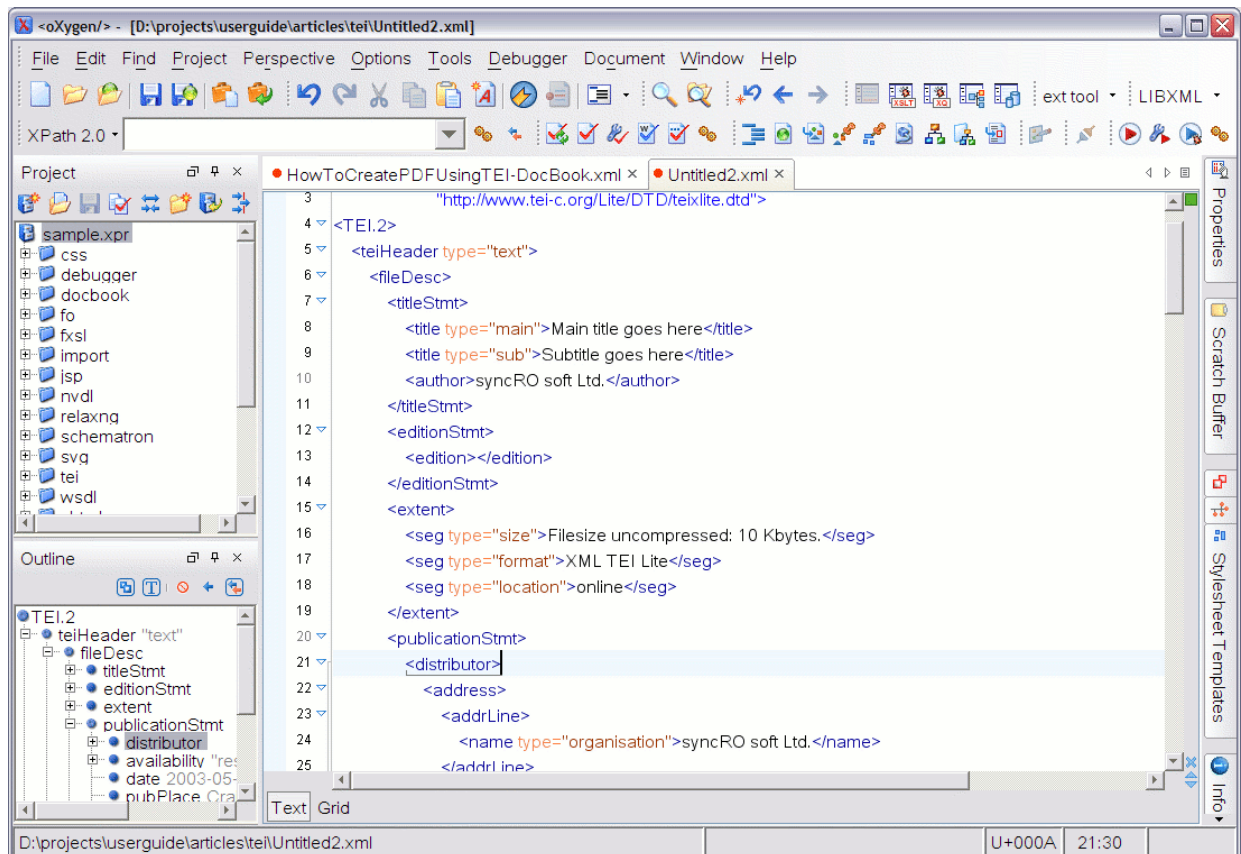 <oXygen/> - [D:\projects\userguide\articles\tei\Untitled2.xml]
File Edit Find Project Perspective Options Tools Debugger Document Window Help
ext tool LIBXML
XPath 2.0
Project
sample.xpr
css
debugger
docbook
fo
fxsl
import
jsp
nvdl
relaxng
schematron
svg
tei
wsdl
Outline
TEI.2
teiHeader "text"
fileDesc
titleStmt
editionStmt
extent
publicationStmt
distributor
availability "res
date 2003-05-
pubPlace Cra
HowToCreatePDFUsingTEI-DocBook.xml × Untitled2.xml ×
3 "http://www.tei-c.org/Lite/DTD/teixlite.dtd">
4 <TEI.2>
5 <teiHeader type="text">
6 <fileDesc>
7 <titleStmt>
8 <title type="main">Main title goes here</title>
9 <title type="sub">Subtitle goes here</title>
10 <author>syncRO soft Ltd.</author>
11 </titleStmt>
12 <editionStmt>
13 <edition></edition>
14 </editionStmt>
15 <extent>
16 <seg type="size">Filesize uncompressed: 10 Kbytes.</seg>
17 <seg type="format">XML TEI Lite</seg>
18 <seg type="location">online</seg>
19 </extent>
20 <publicationStmt>
21 <distributor>
22 <address>
23 <addrLine>
24 <name type="organisation">syncRO soft Ltd.</name>
25 </addrLine>
Text Grid
Properties
Scratch Buffer
Stylesheet Templates
Info
D:\projects\userguide\articles\tei\Untitled2.xml U+000A 21:30